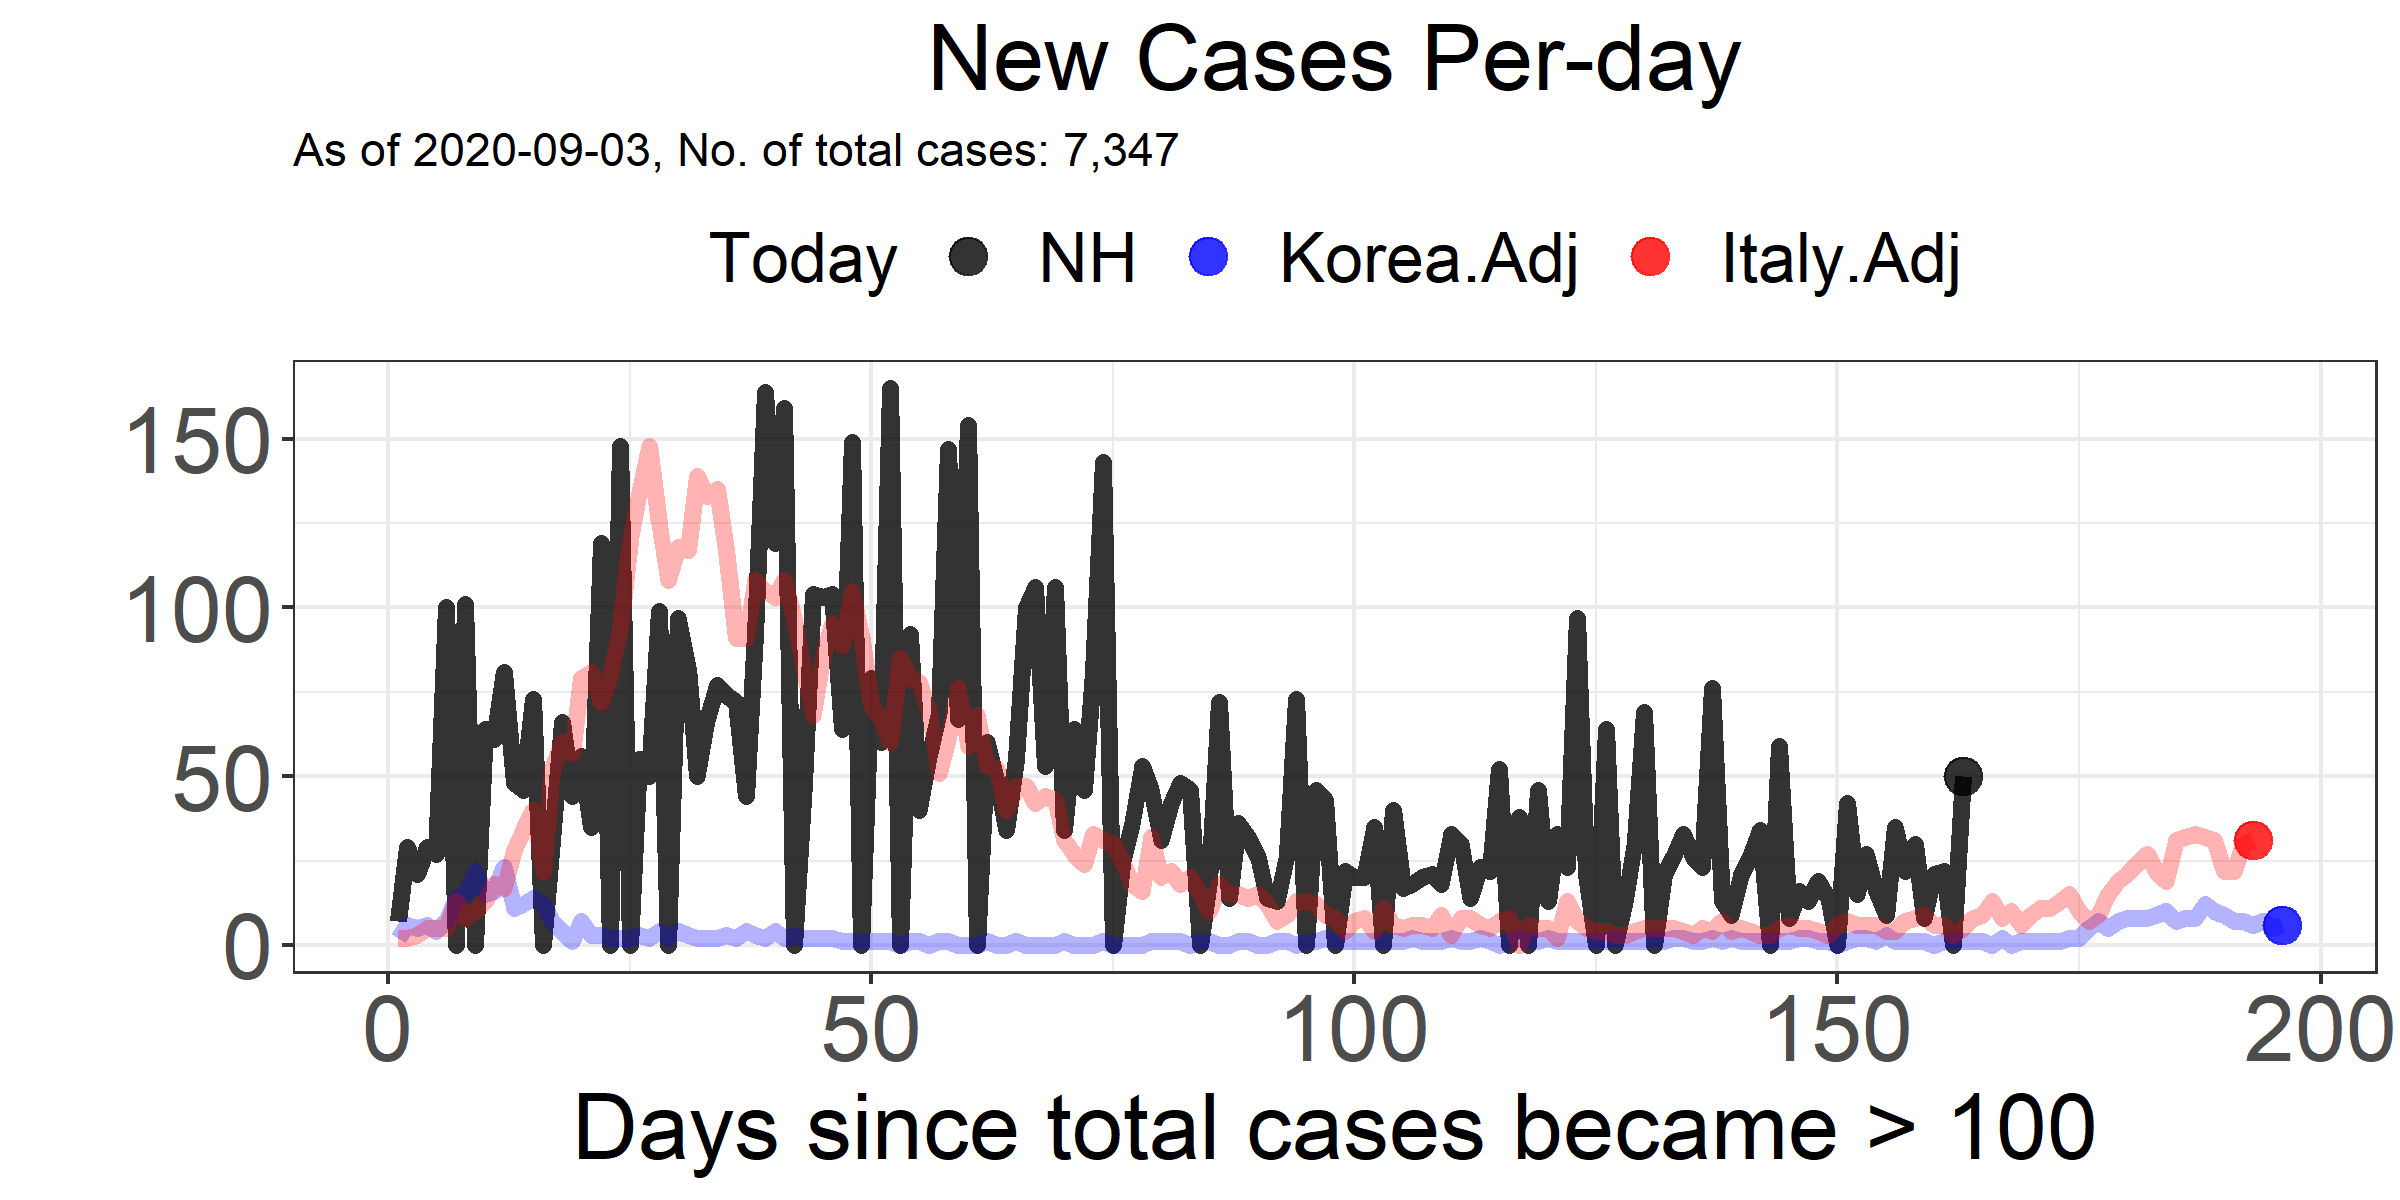 New Cases Per-day
As of 2020-09-03, No. of total cases: 7,347
Today NH Korea.Adj Italy.Adj
150
100
50
0
0 50 100 150 200
Days since total cases became > 100